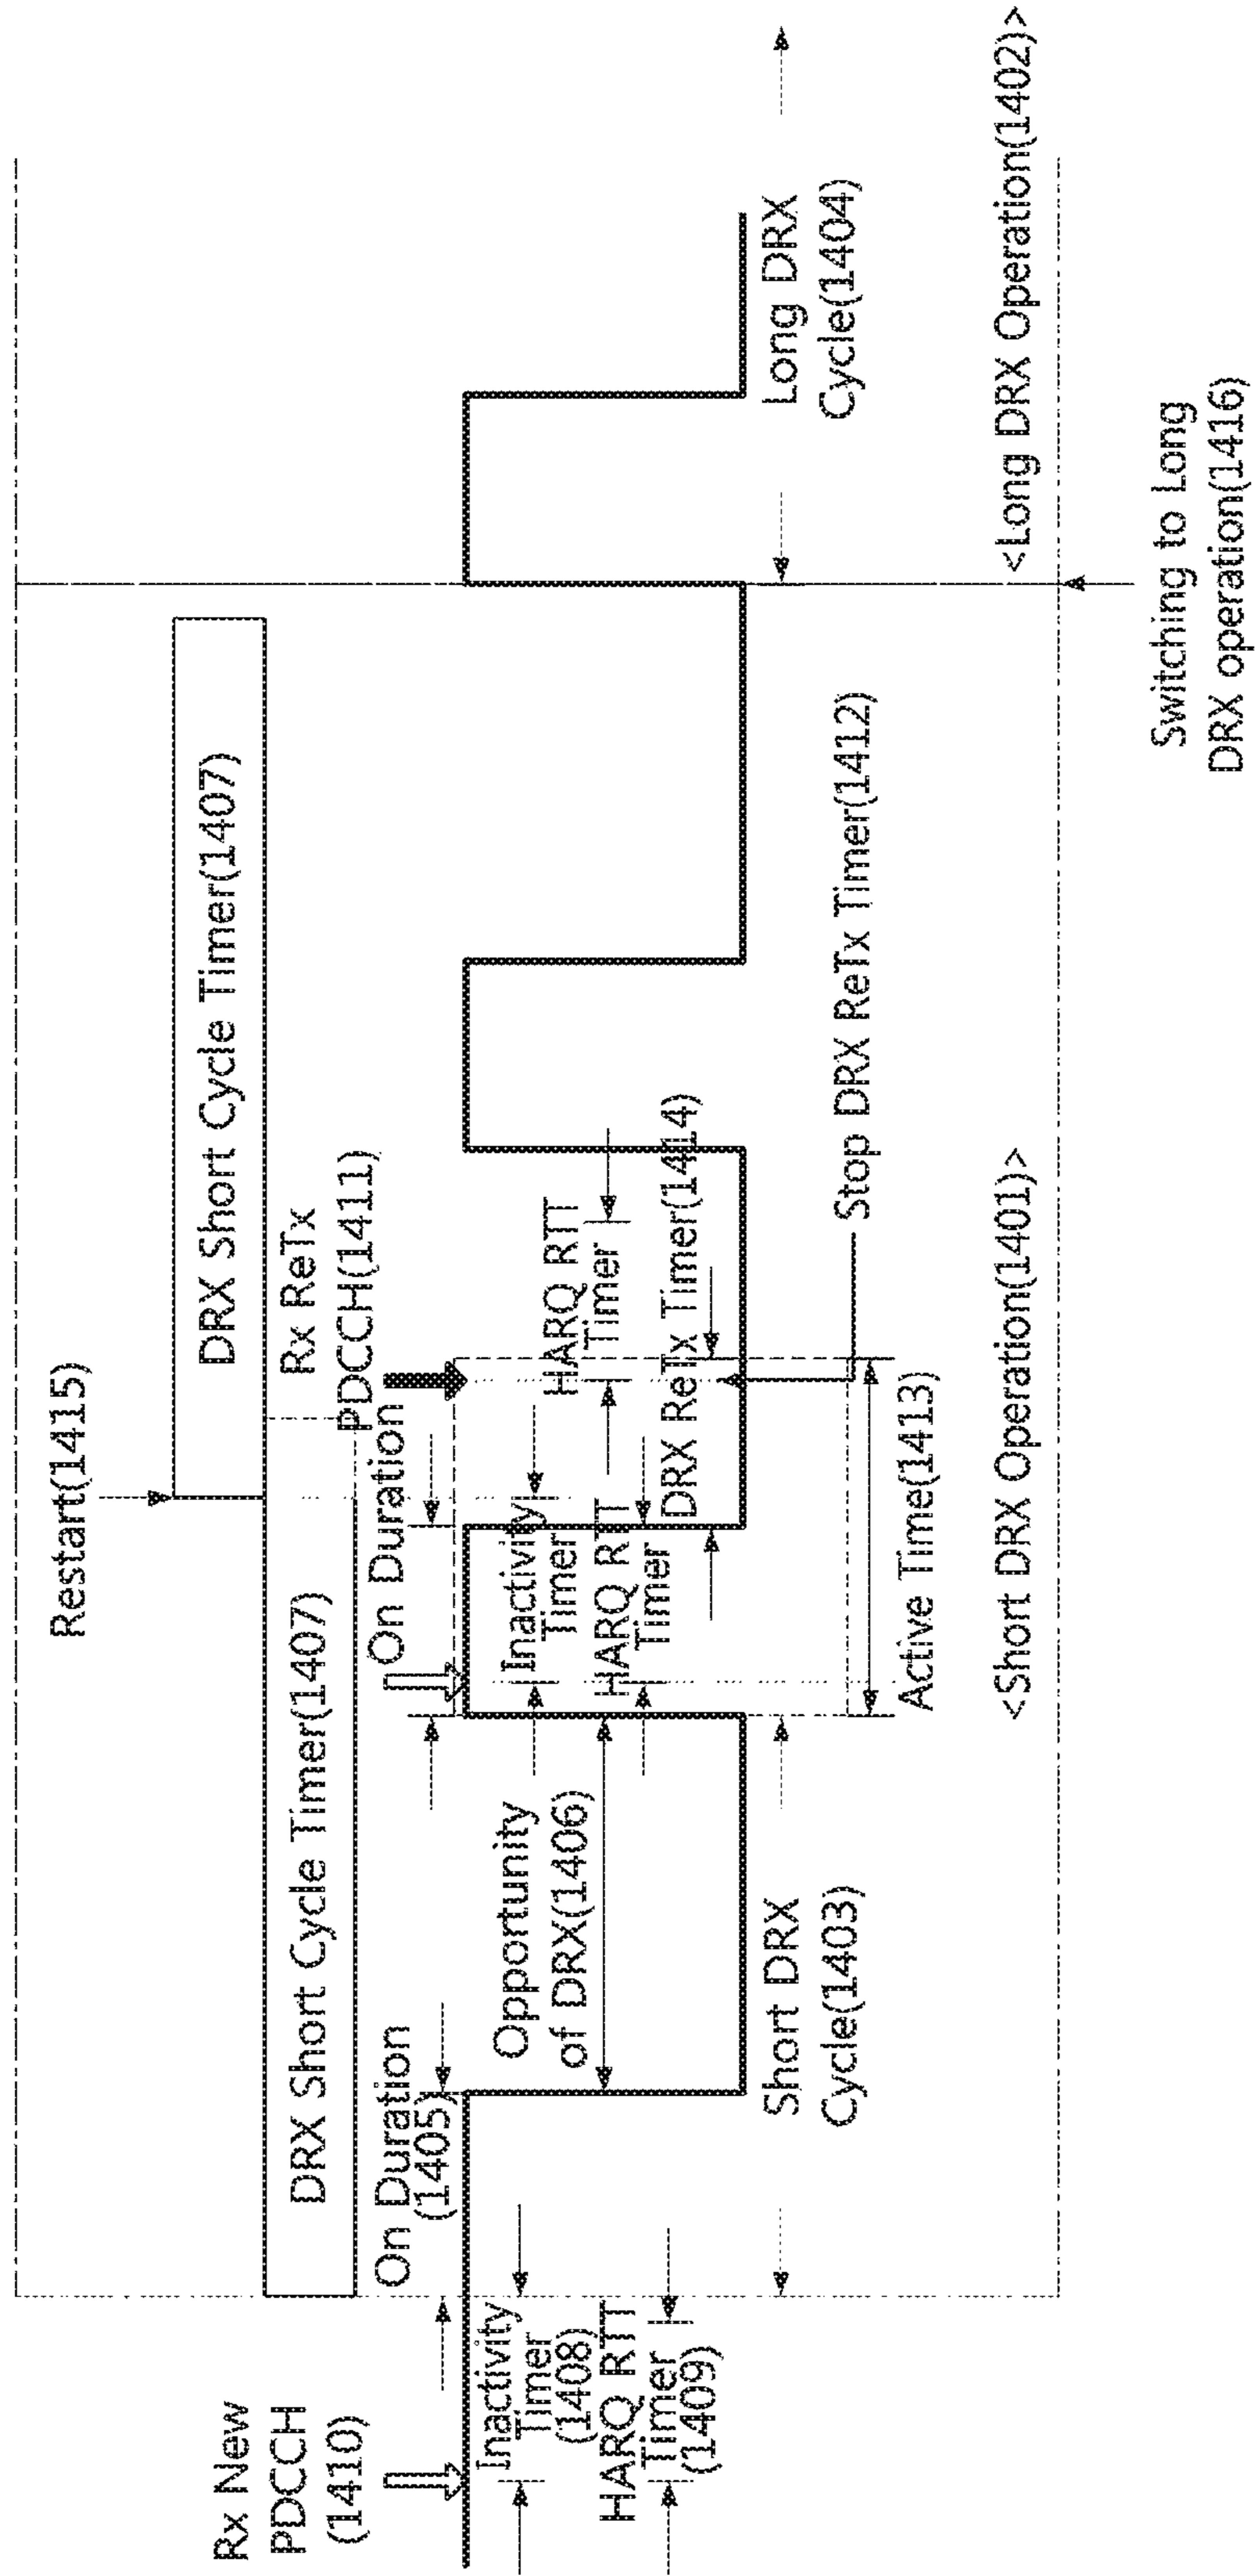 Rx New
PDCCH
(1410)
Restart(1415)
DRX Short Cycle Timer(1407)
DRX Short Cycle Timer(1407)
Rx ReTx
PDCCH(1411)
On Duration
(1405)
On Duration
Inactivity
Timer
(1408)
HARQ RTT
Timer
(1409)
Opportunity
of DRX(1406)
Inactivity
Timer
HARQ RTT
Timer
HARQ RTT
Timer
DRX ReTx Timer(1414)
Short DRX
Cycle(1403)
Stop DRX ReTx Timer(1412)
Active Time(1413)
Long DRX
Cycle(1404)
<Short DRX Operation(1401)>
<Long DRX Operation(1402)>
Switching to Long
DRX operation(1416)